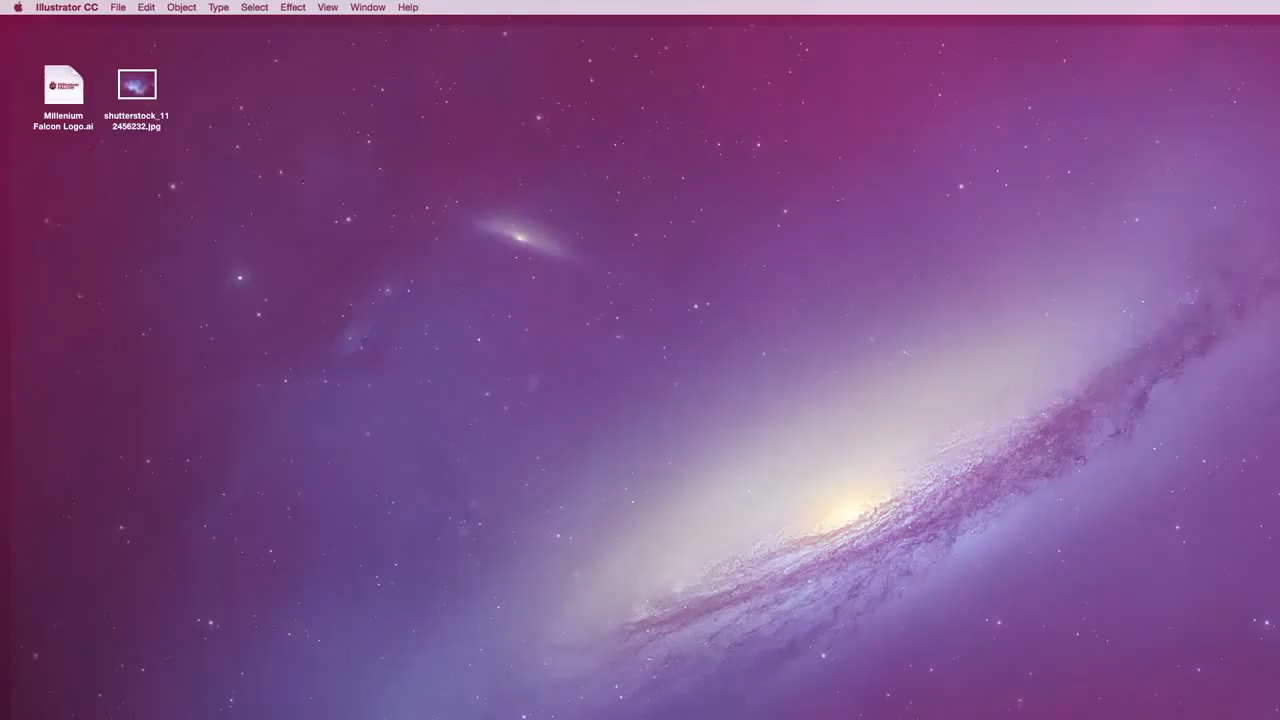 Illustrator CC File Edit Object Type Select Effect View Window Help
Millenium
Falcon Logo.ai
shutterstock_11
2456232.jpg